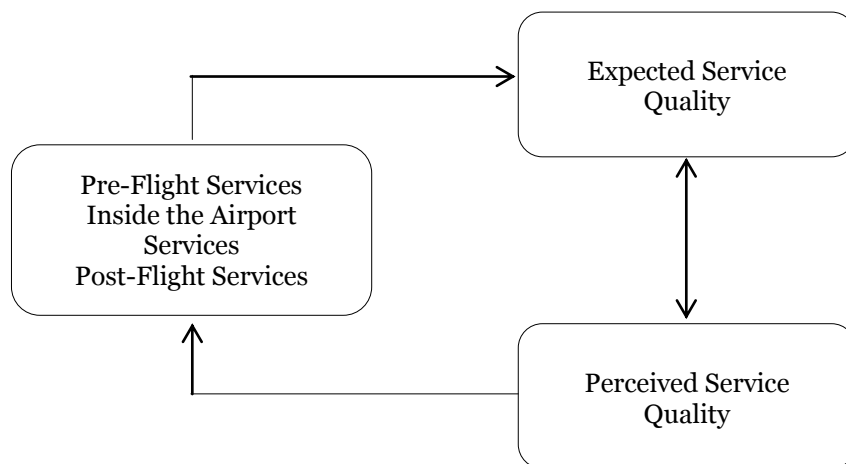 Expected Service
Quality
Pre-Flight Services
Inside the Airport
Services
Post-Flight Services
Perceived Service
Quality